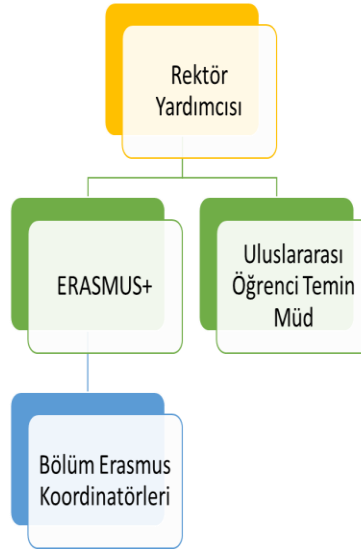 Rektör
Yardımcısı
ERASMUS+
Uluslararası
Öğrenci Temin
Müd
Bölüm Erasmus
Koordinatörleri